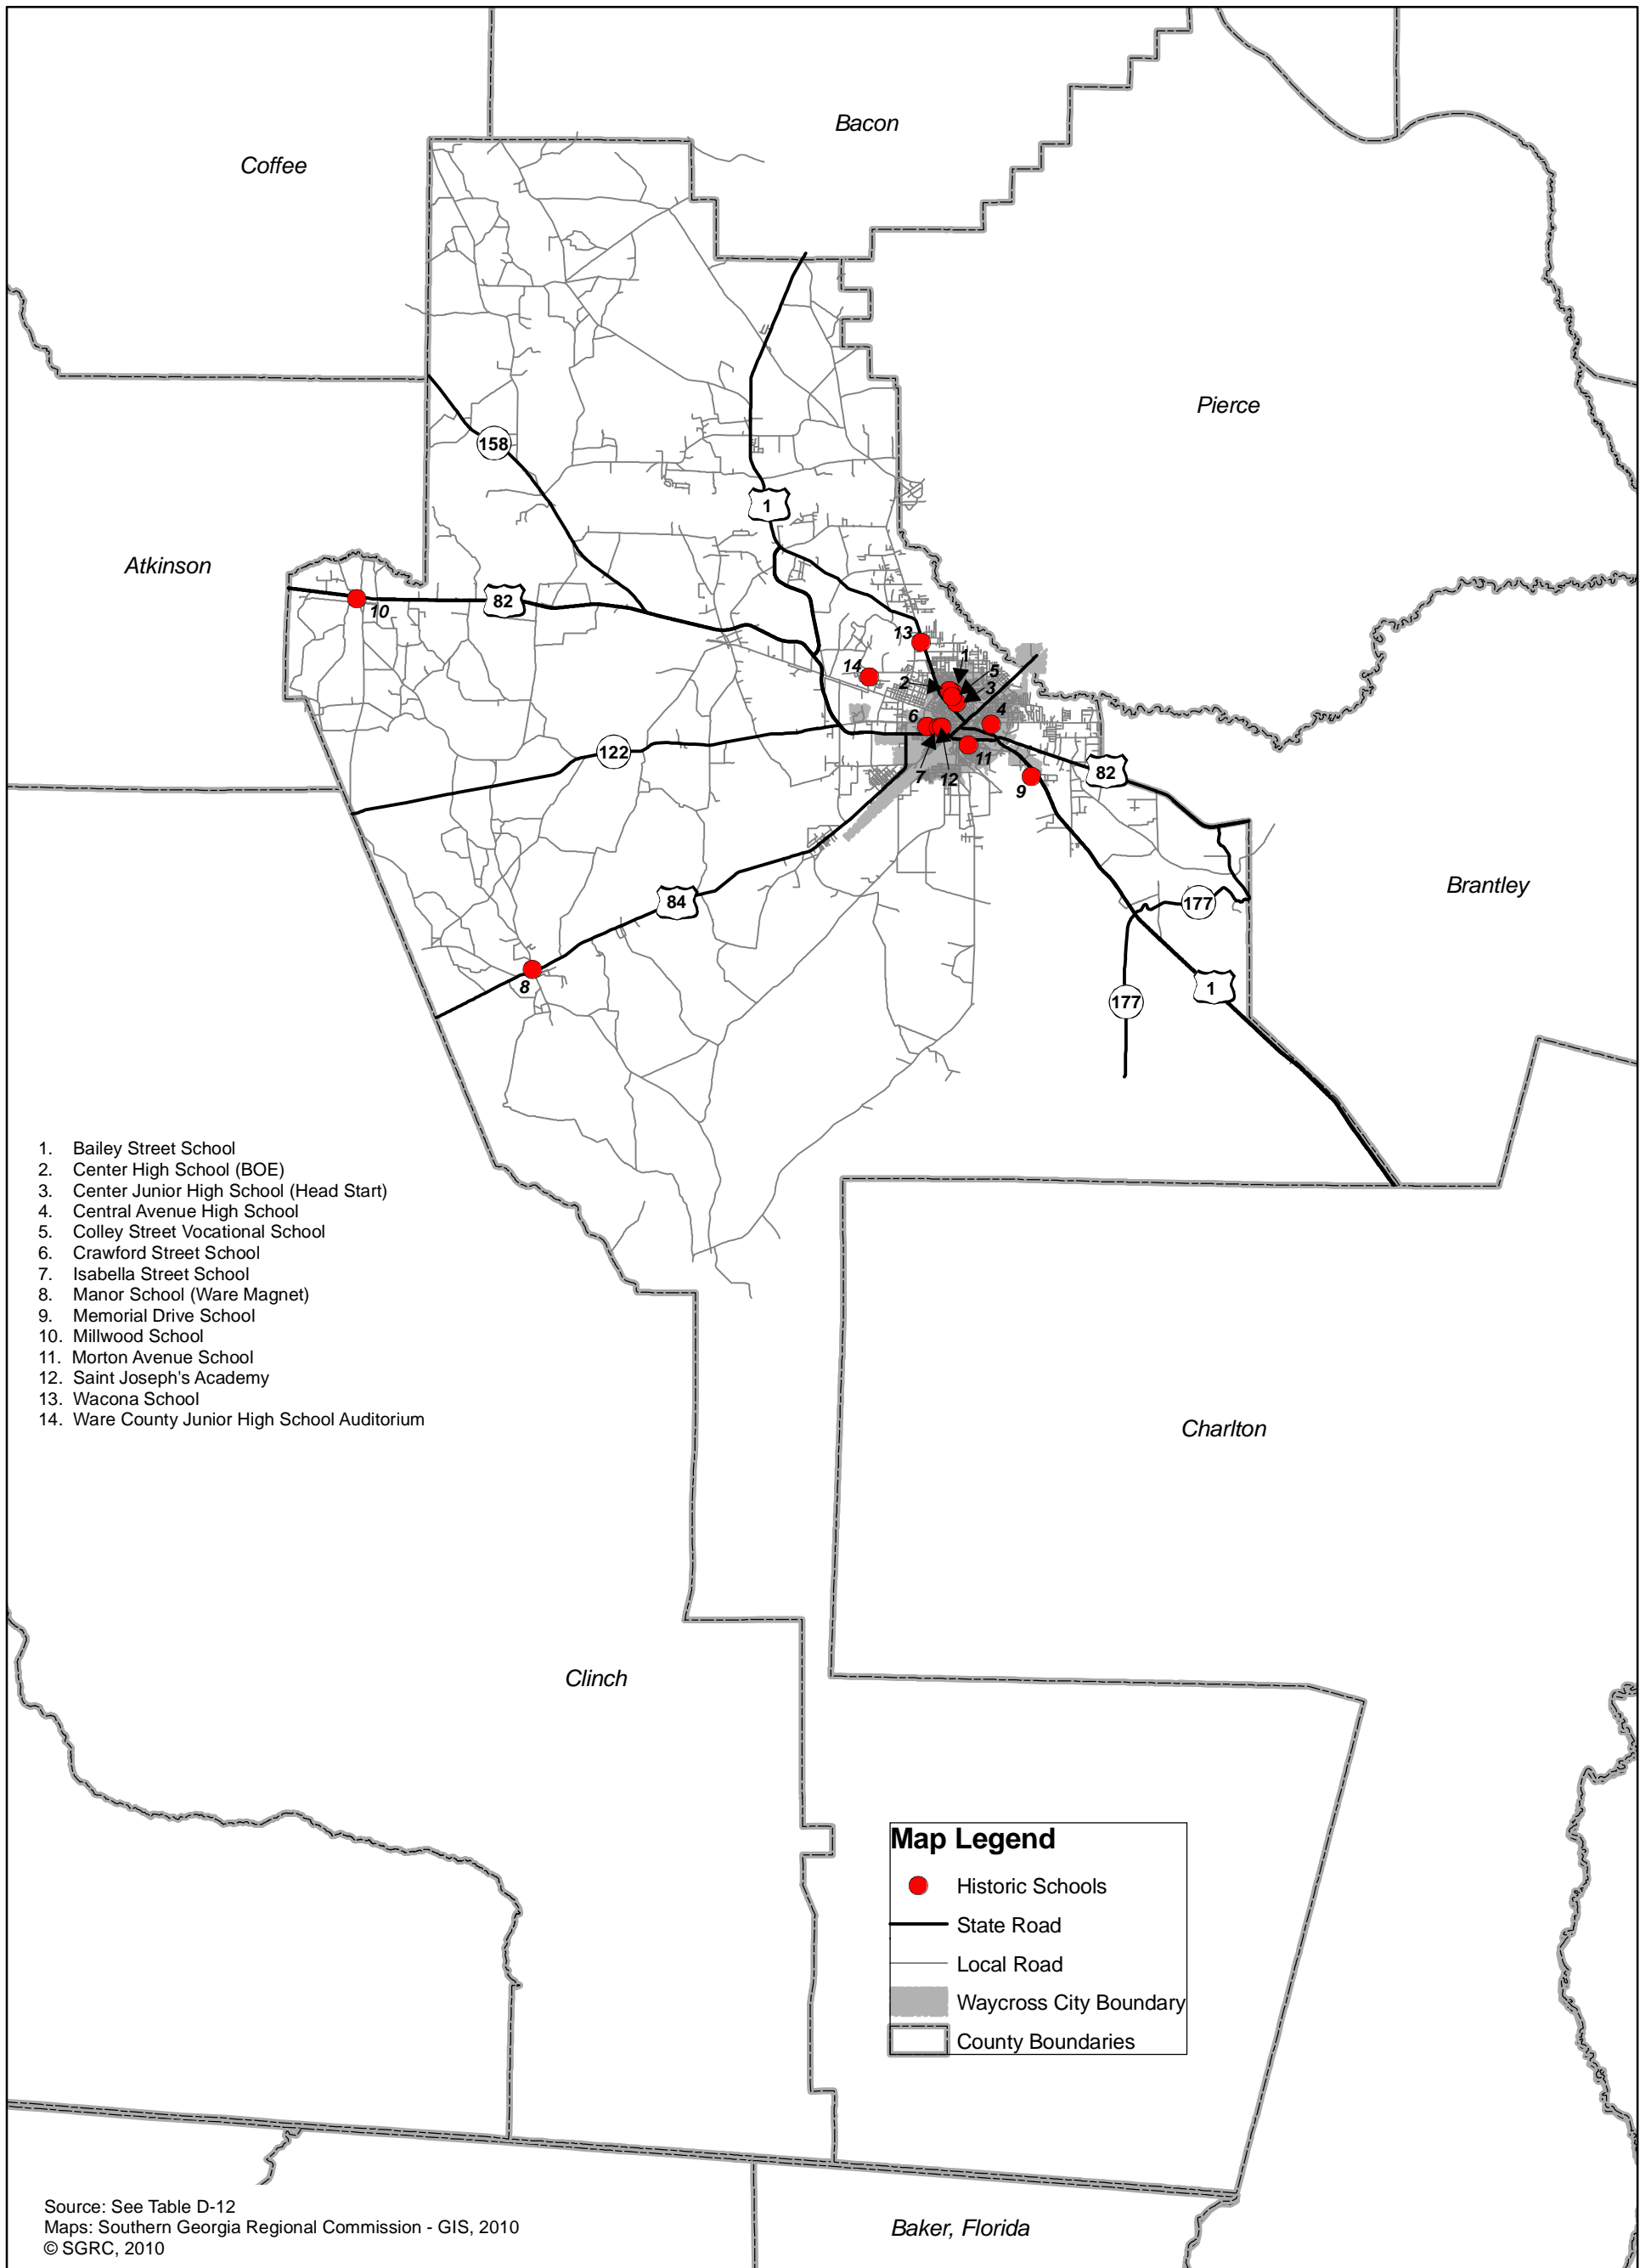 Bacon
Coffee
Pierce
158
1
Atkinson
82
10
13
1
14
5
2
3
6
4
122
11
82
7
12
9
84
Brantley
177
8
1
177
1. Bailey Street School
2. Center High School (BOE)
3. Center Junior High School (Head Start)
4. Central Avenue High School
5. Colley Street Vocational School
6. Crawford Street School
7. Isabella Street School
8. Manor School (Ware Magnet)
9. Memorial Drive School
10. Millwood School
11. Morton Avenue School
12. Saint Joseph's Academy
13. Wacona School
14. Ware County Junior High School Auditorium
Charlton
Clinch
Map Legend
Historic Schools
State Road
Local Road
Waycross City Boundary
County Boundaries
Source: See Table D-12
Maps: Southern Georgia Regional Commission - GIS, 2010
© SGRC, 2010
Baker, Florida